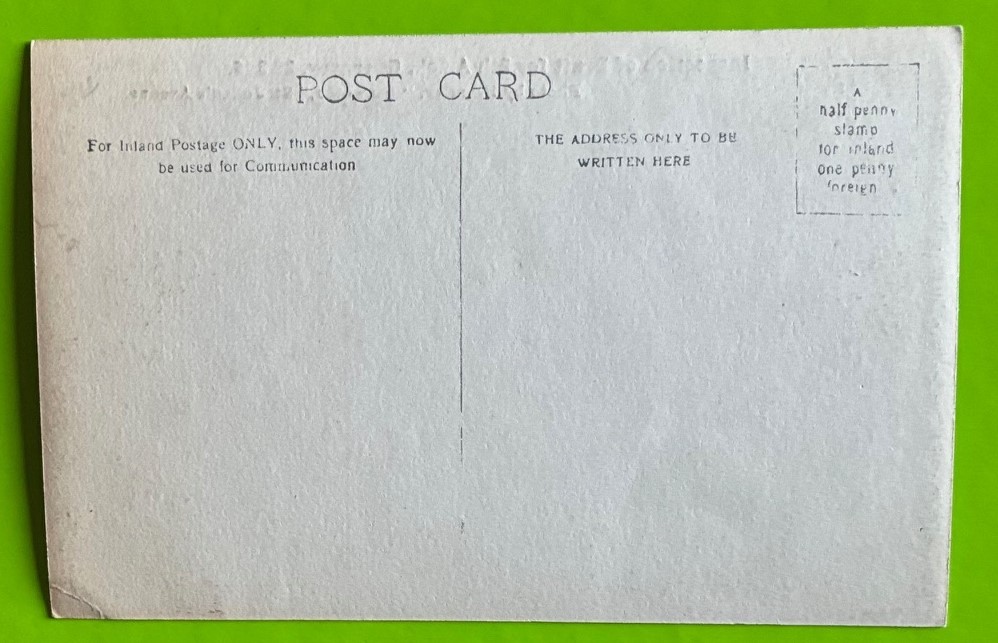 POST CARD
For Inland Postage ONLY, this space may now
be used for Communication
THE ADDRESS ONLY TO BE
WRITTEN HERE
A
half penny
stamp
for inland
one penny
foreign